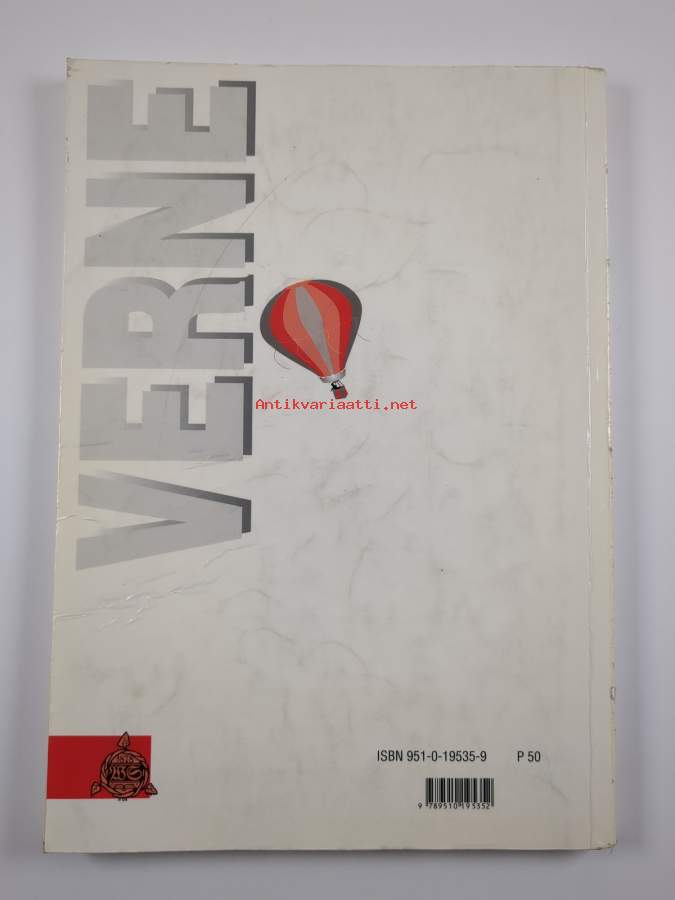 VERNE
Antikvariaatti.net
ISBN 951-0-19535-9 P 50
9 789510 195352